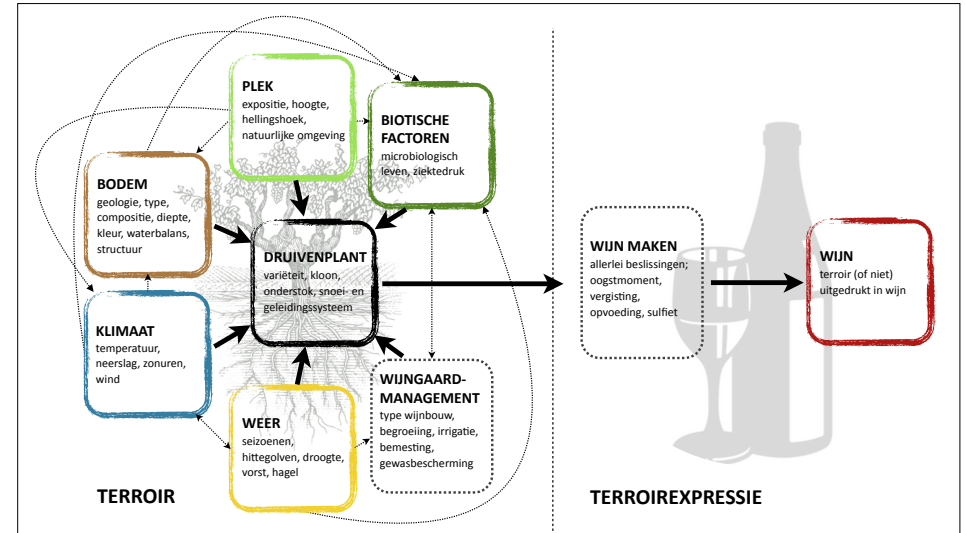 PLEK
expositie, hoogte,
hellingshoek,
natuurlijke omgeving
BIOTISCHE
FACTOREN
microbiologisch
leven, ziektedruk
BODEM
geologie, type,
compositie, diepte,
kleur, waterbalans,
structuur
DRUIVENPLANT
variëteit, kloon,
onderstok, snoei- en
geleidingssysteem
KLIMAAT
temperatuur,
neerslag, zonuren,
wind
WEER
seizoenen,
hittegolven, droogte,
vorst, hagel
WIJNGAARD-
MANAGEMENT
type wijnbouw,
begroeiing, irrigatie,
bemesting,
gewasbescherming
TERROIR
WIJN MAKEN
allerlei beslissingen;
oogstmoment,
vergisting,
opvoeding, sulfiet
WIJN
terroir (of niet)
uitgedrukt in wijn
TERROIREXPRESSIE